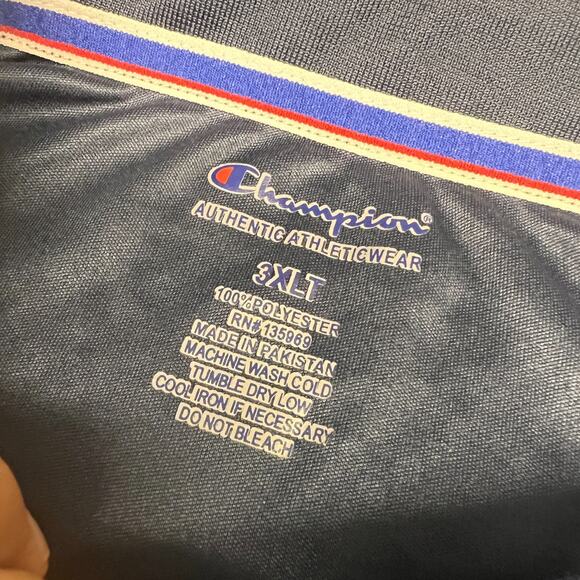 Champion®
AUTHENTIC ATHLETICWEAR
3XLT
100% POLYESTER
RN# 135969
MADE IN PAKISTAN
MACHINE WASH COLD
TUMBLE DRY LOW
COOL IRON IF NECESSARY
DO NOT BLEACH